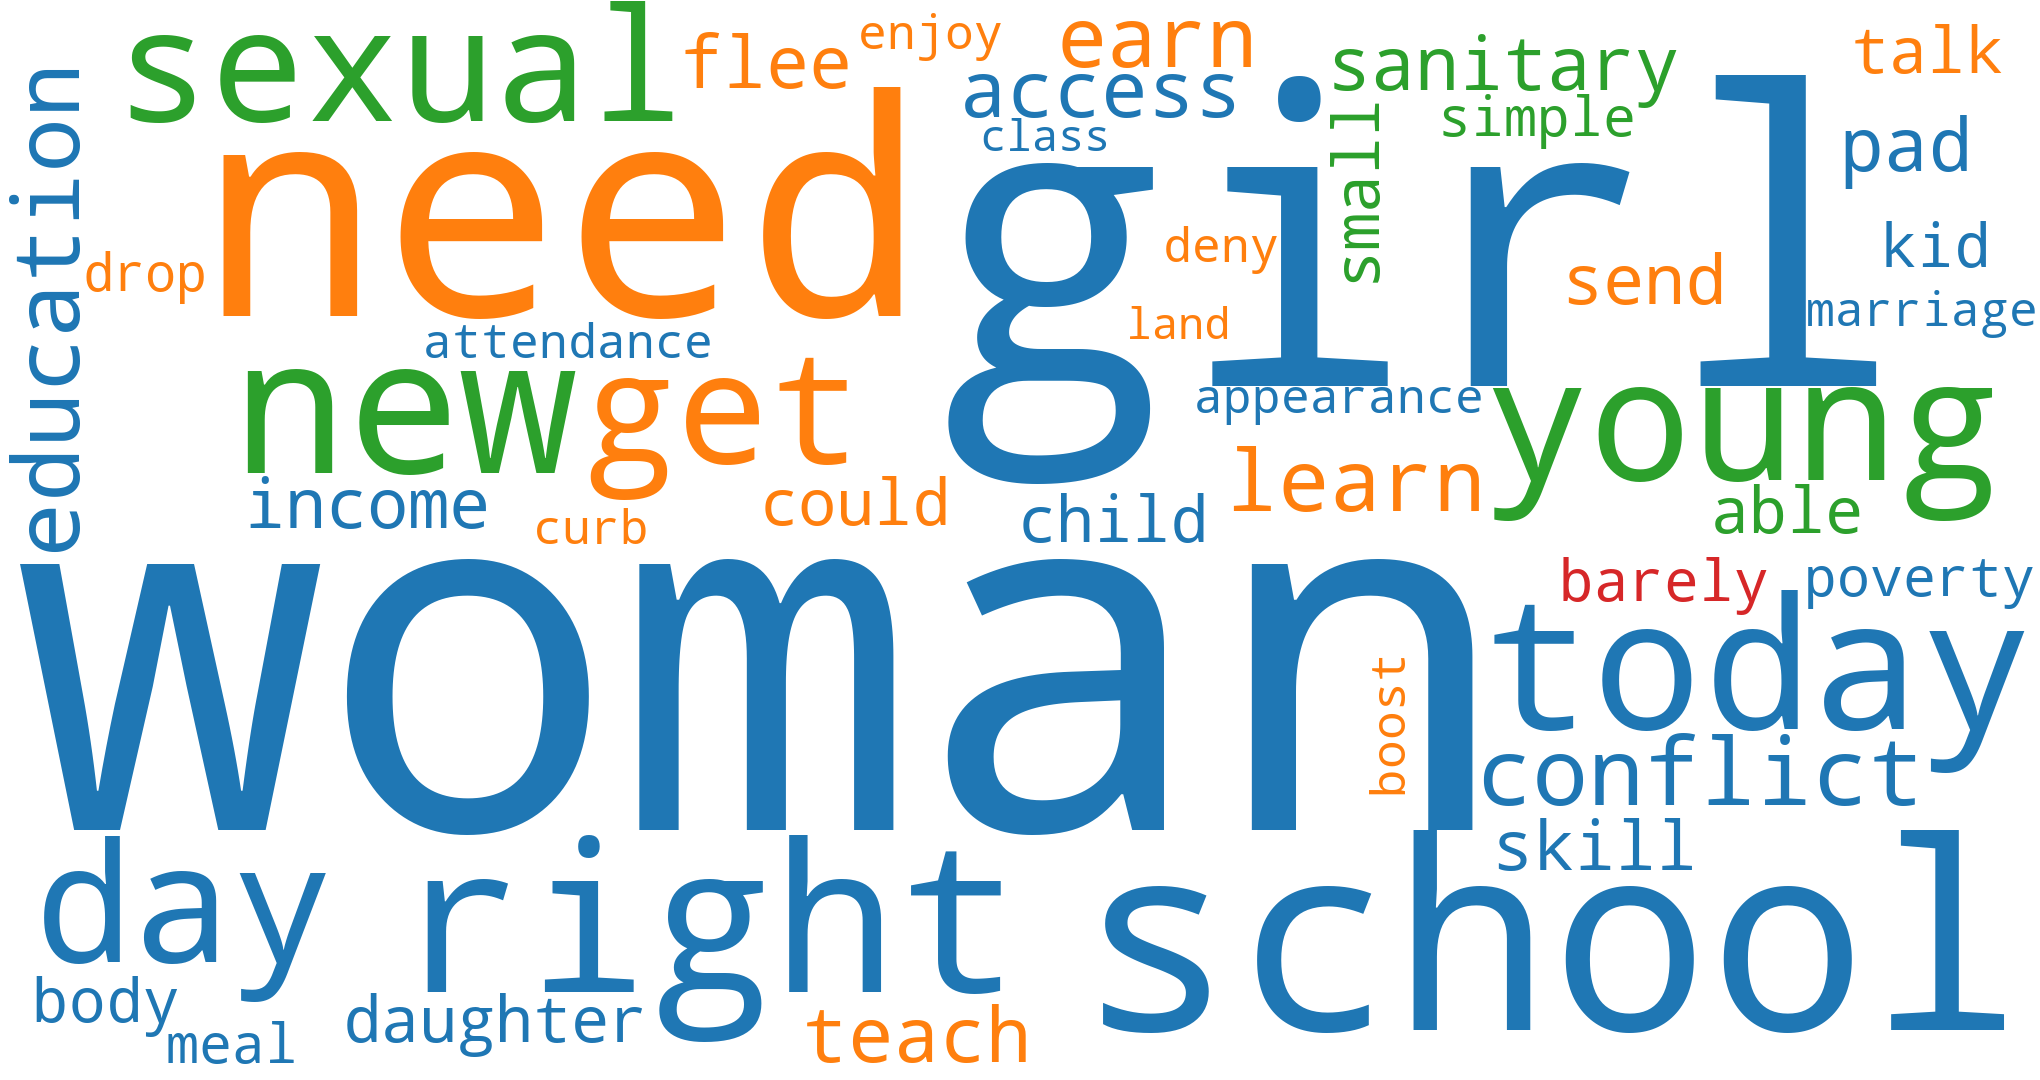 sexual
flee
enjoy
earn
access
class
sanitary
simple
talk
pad
education
need
girl
small
deny
kid
drop
send
land
marriage
attendance
new
get
appearance
young
learn
income
could
curb
child
able
woman
barely
poverty
today
boost
conflict
skill
day
right
school
body
daughter
teach
meal